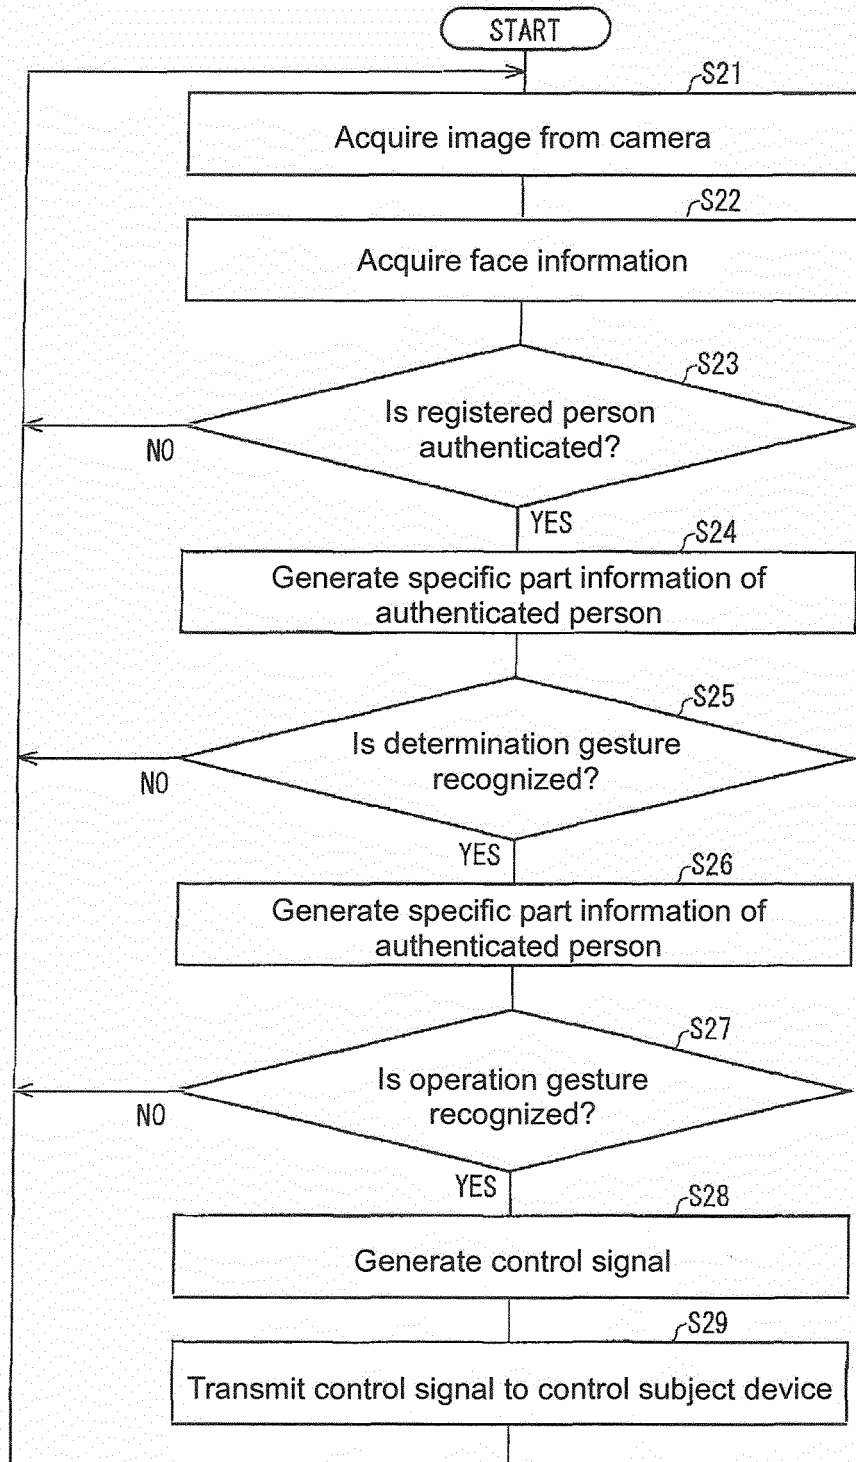 START
S21
Acquire image from camera
S22
Acquire face information
S23
Is registered person
authenticated?
NO
YES
S24
Generate specific part information of
authenticated person
S25
Is determination gesture
recognized?
NO
YES
S26
Generate specific part information of
authenticated person
S27
Is operation gesture
recognized?
NO
YES
S28
Generate control signal
S29
Transmit control signal to control subject device